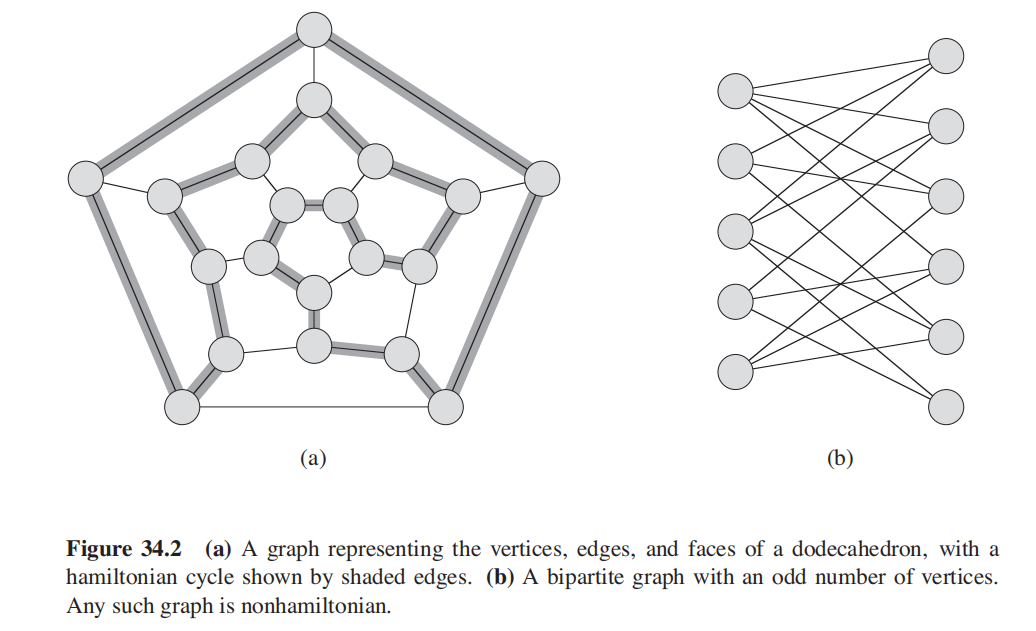 (a)
(b)
Figure 34.2 (a) A graph representing the vertices, edges, and faces of a dodecahedron, with a
hamiltonian cycle shown by shaded edges. (b) A bipartite graph with an odd number of vertices.
Any such graph is nonhamiltonian.